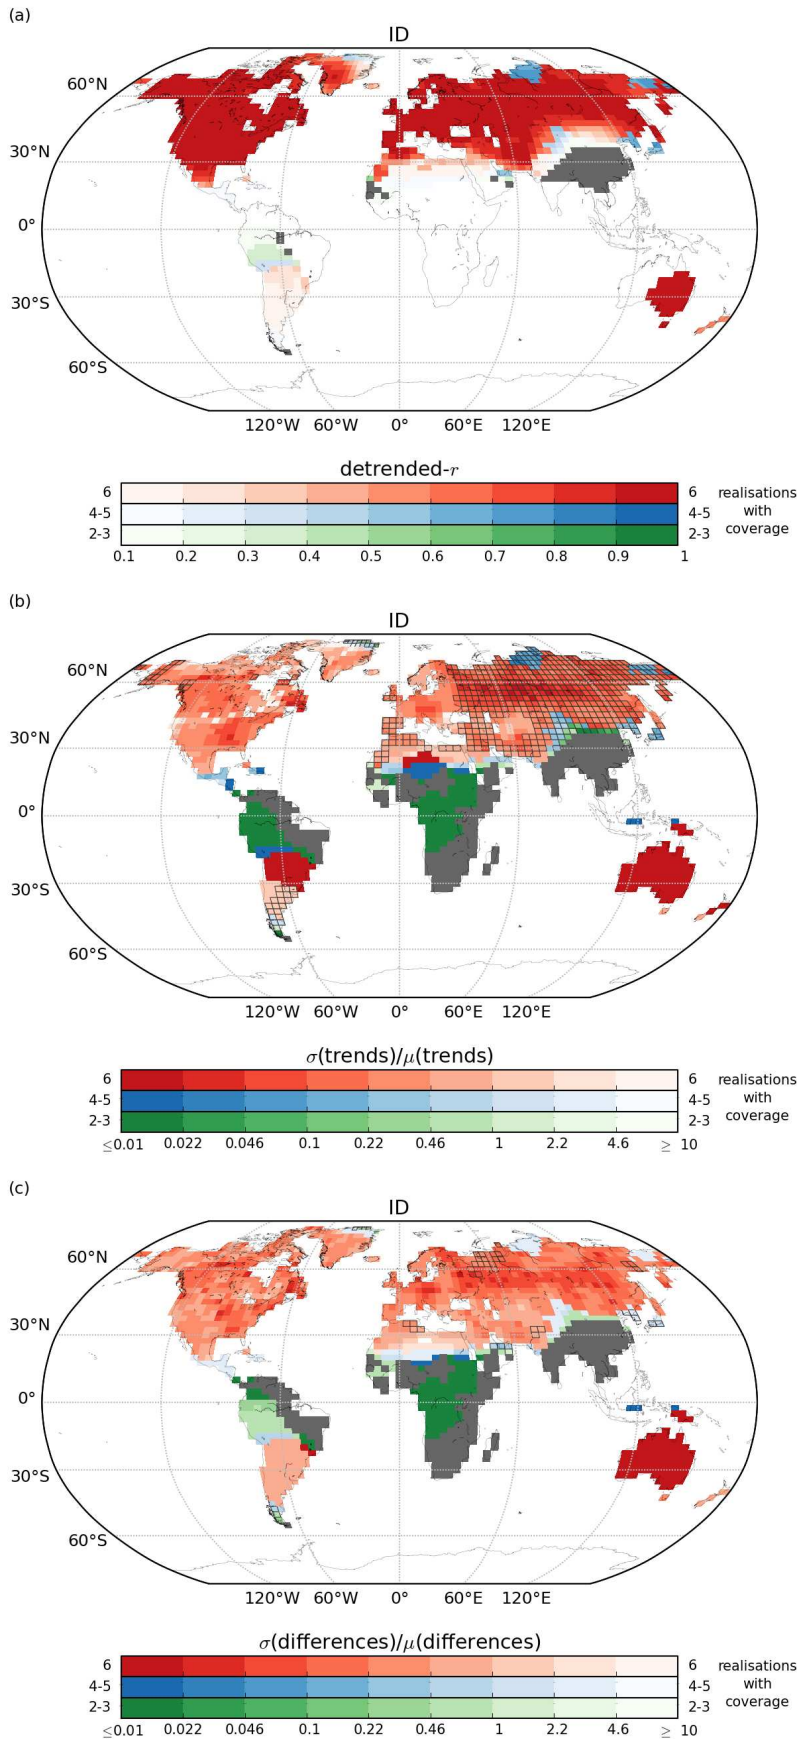 (a)
ID
60°N
30°N
0°
30°S
60°S
120°W 60°W 0° 60°E 120°E
detrended-r
6 6 realisations
4-5 4-5 with
2-3 2-3 coverage
0.1 0.2 0.3 0.4 0.5 0.6 0.7 0.8 0.9 1
(b)
ID
60°N
30°N
0°
30°S
60°S
120°W 60°W 0° 60°E 120°E
σ(trends)/μ(trends)
6 6 realisations
4-5 4-5 with
2-3 2-3 coverage
≤0.01 0.022 0.046 0.1 0.22 0.46 1 2.2 4.6 ≥ 10
(c)
ID
60°N
30°N
0°
30°S
60°S
120°W 60°W 0° 60°E 120°E
σ(differences)/μ(differences)
6 6 realisations
4-5 4-5 with
2-3 2-3 coverage
≤0.01 0.022 0.046 0.1 0.22 0.46 1 2.2 4.6 ≥ 10